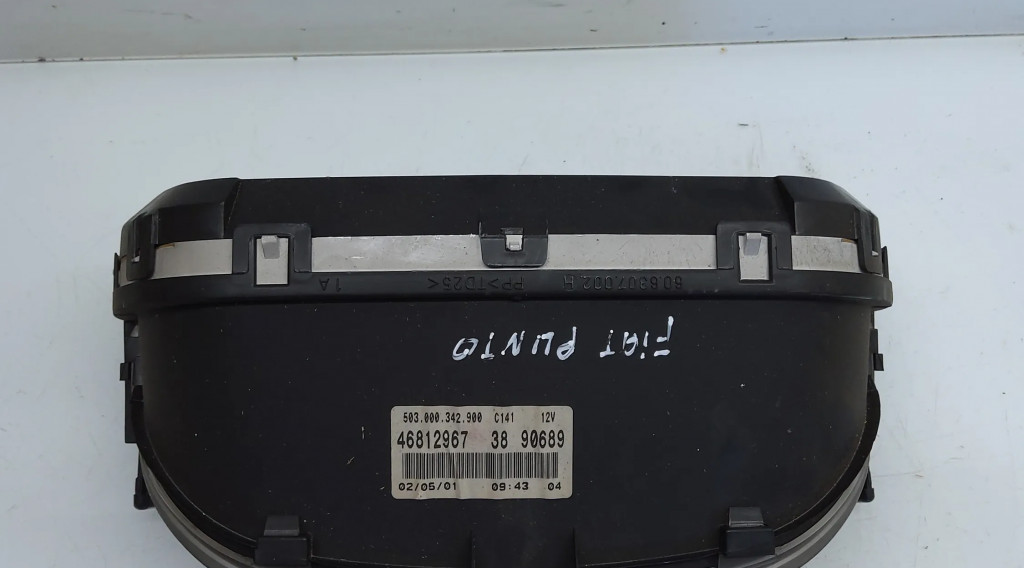 1A PP>TD25< 60.6307.002 H
FiAT PUNTO
503.000.342.900 C141 12V
46812967 38 90689
02/05/01 09:43 04